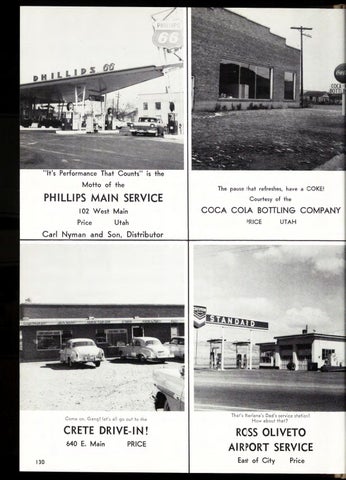 PHILLIPS
66
PHILLIPS 66
"It's Performance That Counts" is the
Motto of the
PHILLIPS MAIN SERVICE
102 West Main
Price Utah
Carl Nyman and Son, Distributor
The pause that refreshes, have a COKE!
Courtesy of the
COCA COLA BOTTLING COMPANY
PRICE UTAH
Come on, Gang! let's all go out to the
CRETE DRIVE-IN!
640 E. Main PRICE
STANDARD
That's Karlene's Dad's service station!
How about that?
ROSS OLIVETO
AIRPORT SERVICE
East of City Price
130